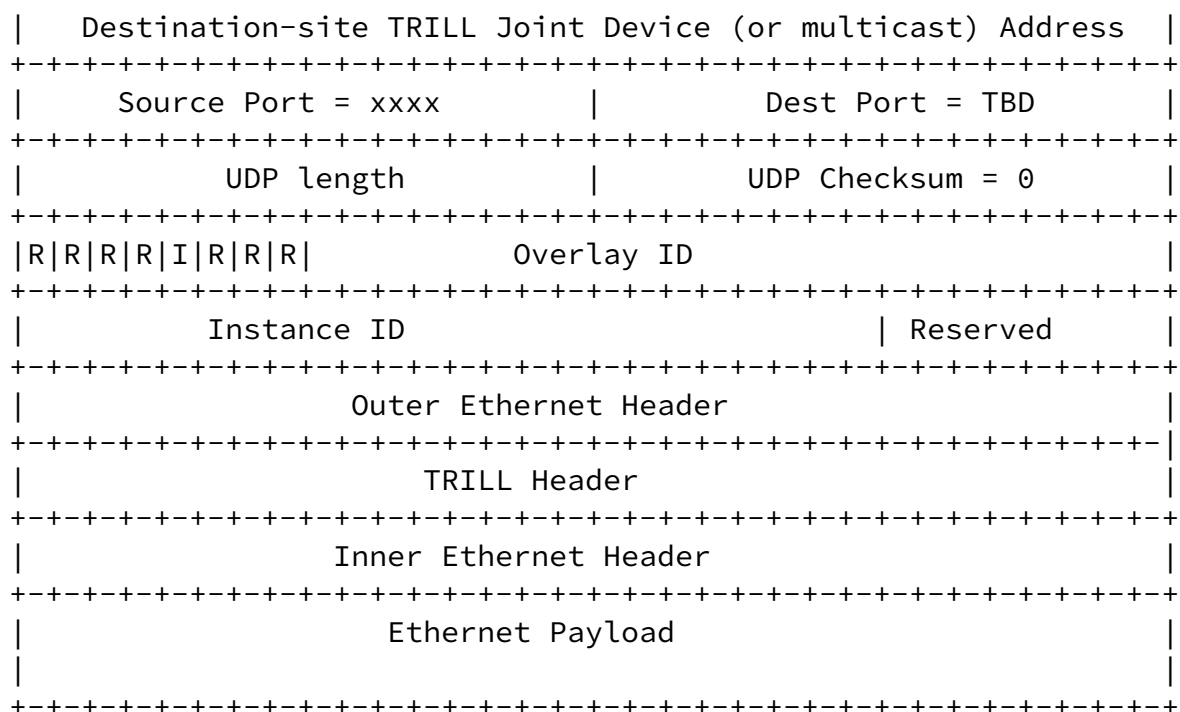 |   Destination-site TRILL Joint Device (or multicast) Address  |
+-+-+-+-+-+-+-+-+-+-+-+-+-+-+-+-+-+-+-+-+-+-+-+-+-+-+-+-+-+-+-+-+
|     Source Port = xxxx        |         Dest Port = TBD       |
+-+-+-+-+-+-+-+-+-+-+-+-+-+-+-+-+-+-+-+-+-+-+-+-+-+-+-+-+-+-+-+-+
|           UDP length          |        UDP Checksum = 0       |
+-+-+-+-+-+-+-+-+-+-+-+-+-+-+-+-+-+-+-+-+-+-+-+-+-+-+-+-+-+-+-+-+
|R|R|R|R|I|R|R|R|           Overlay ID                          |
+-+-+-+-+-+-+-+-+-+-+-+-+-+-+-+-+-+-+-+-+-+-+-+-+-+-+-+-+-+-+-+-+
|          Instance ID                          | Reserved      |
+-+-+-+-+-+-+-+-+-+-+-+-+-+-+-+-+-+-+-+-+-+-+-+-+-+-+-+-+-+-+-+-+
|                  Outer Ethernet Header                        |
+-+-+-+-+-+-+-+-+-+-+-+-+-+-+-+-+-+-+-+-+-+-+-+-+-+-+-+-+-+-+-+-|
|                      TRILL Header                             |
+-+-+-+-+-+-+-+-+-+-+-+-+-+-+-+-+-+-+-+-+-+-+-+-+-+-+-+-+-+-+-+-+
|                 Inner Ethernet Header                         |
+-+-+-+-+-+-+-+-+-+-+-+-+-+-+-+-+-+-+-+-+-+-+-+-+-+-+-+-+-+-+-+-+
|                    Ethernet Payload                           |
|                                                               |
+-+-+-+-+-+-+-+-+-+-+-+-+-+-+-+-+-+-+-+-+-+-+-+-+-+-+-+-+-+-+-+-+